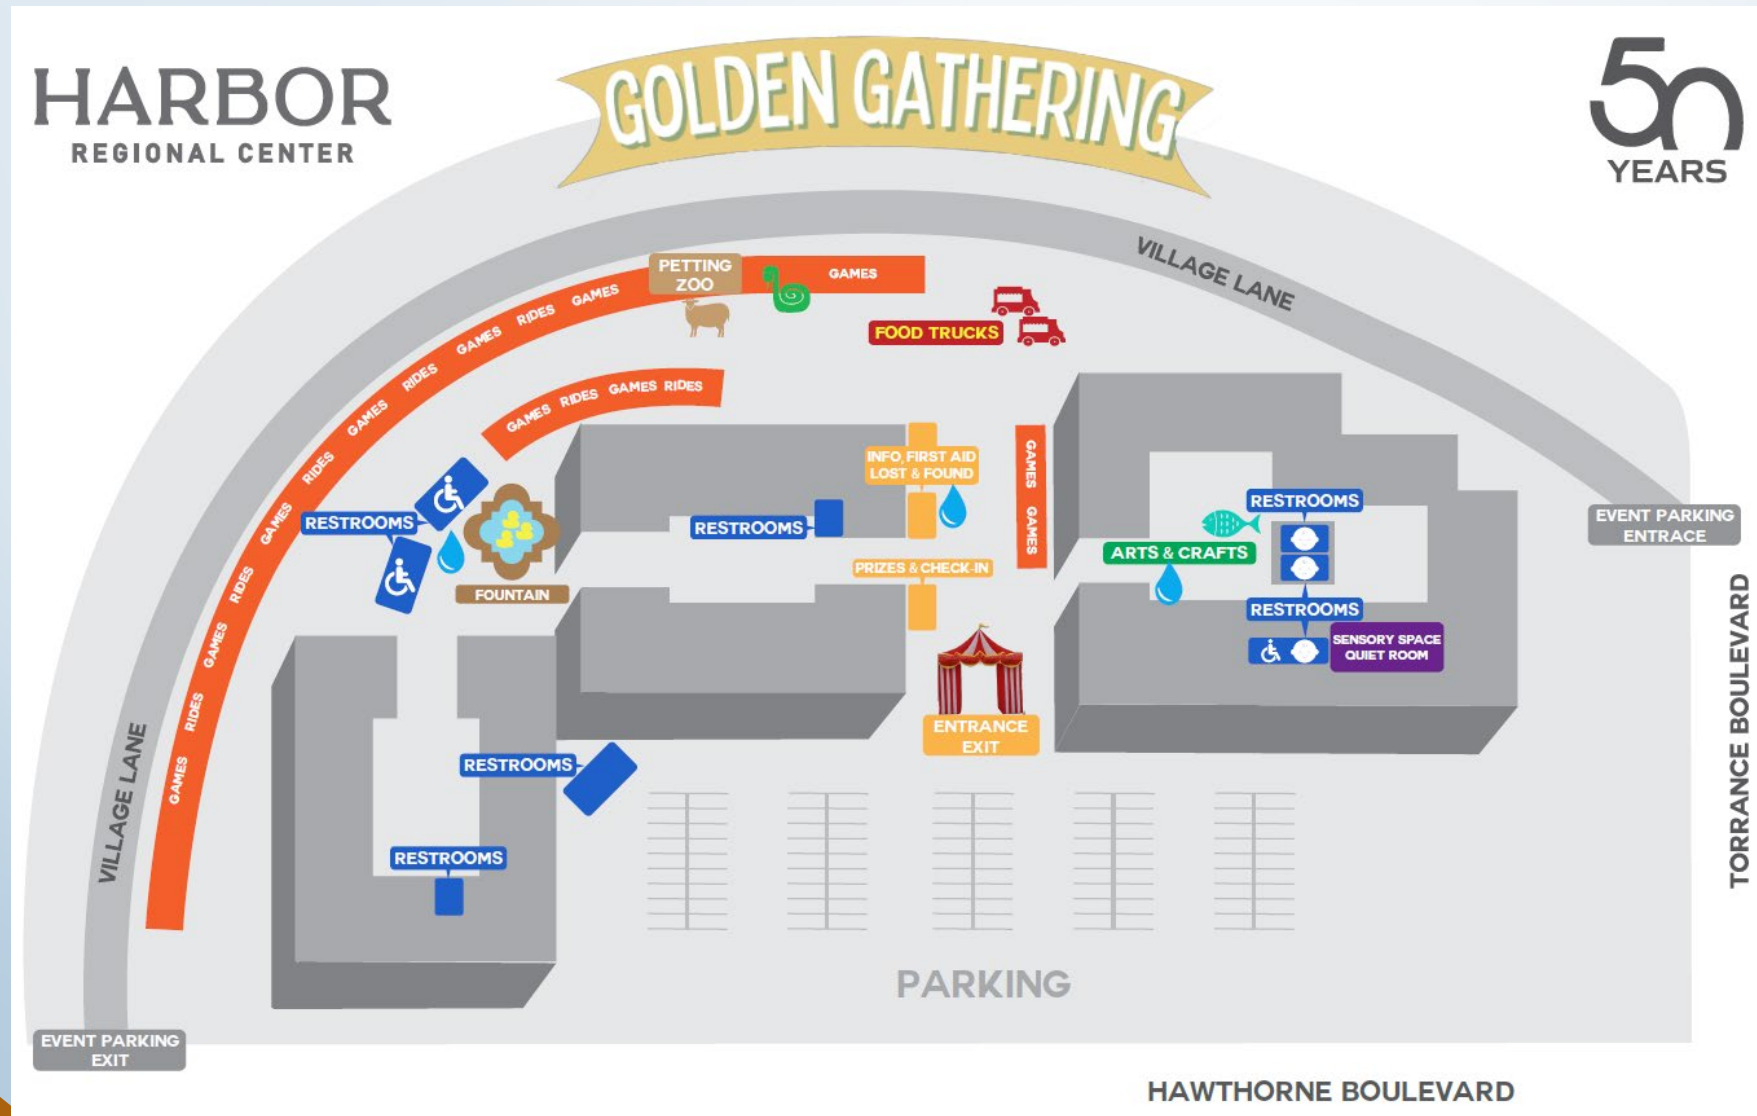 HARBOR
REGIONAL CENTER
GOLDEN GATHERING
50
YEARS
VILLAGE LANE
PETTING
ZOO
GAMES
FOOD TRUCKS
GAMES RIDES GAMES RIDES GAMES RIDES GAMES RIDES GAMES RIDES GAMES RIDES GAMES
GAMES RIDES GAMES RIDES
INFO, FIRST AID
LOST & FOUND
GAMES GAMES
RESTROOMS
RESTROOMS
RESTROOMS
EVENT PARKING
ENTRACE
ARTS & CRAFTS
PRIZES & CHECK-IN
FOUNTAIN
RESTROOMS
SENSORY SPACE
QUIET ROOM
ENTRANCE
EXIT
VILLAGE LANE
RESTROOMS
RESTROOMS
TORRANCE BOULEVARD
PARKING
EVENT PARKING
EXIT
HAWTHORNE BOULEVARD